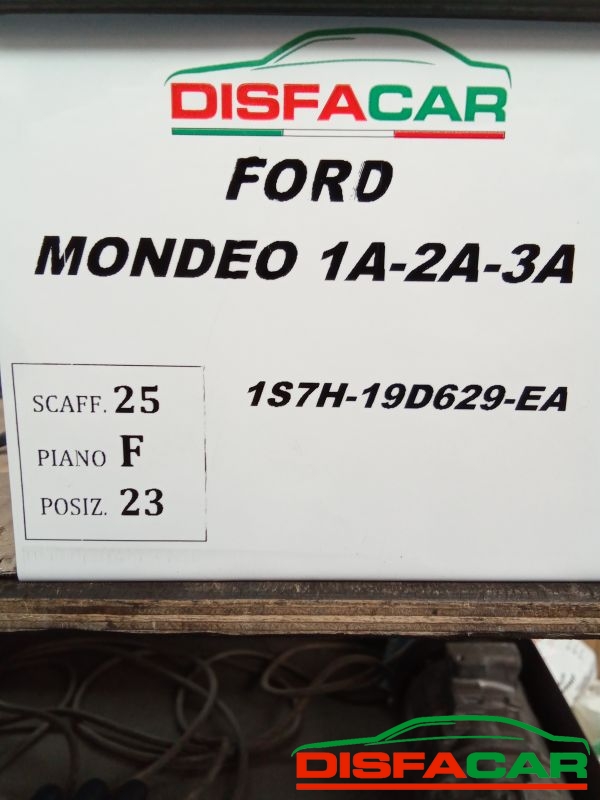 DISFACAR
FORD
MONDEO 1A-2A-3A
1S7H-19D629-EA
SCAFF. 25
PIANO F
POSIZ. 23
DISFACAR